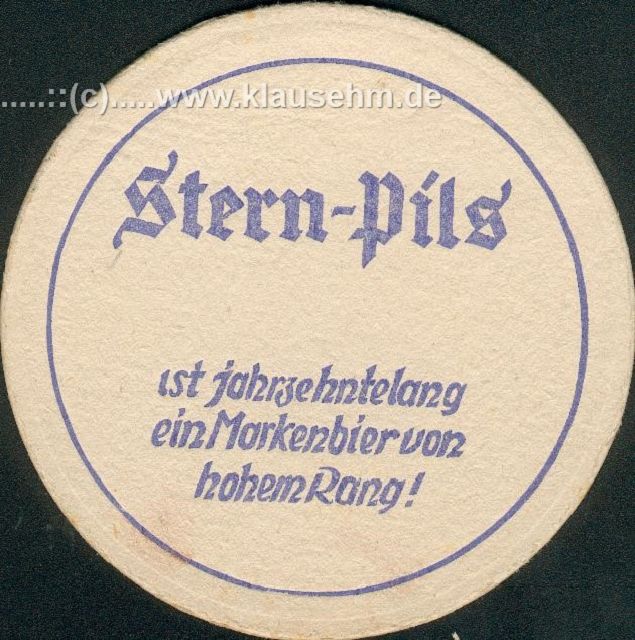 .....::(c).....www.klausehm.de
Stern-Pils
ist jahrzehntelang
ein Markenbier von
hohem Rang!